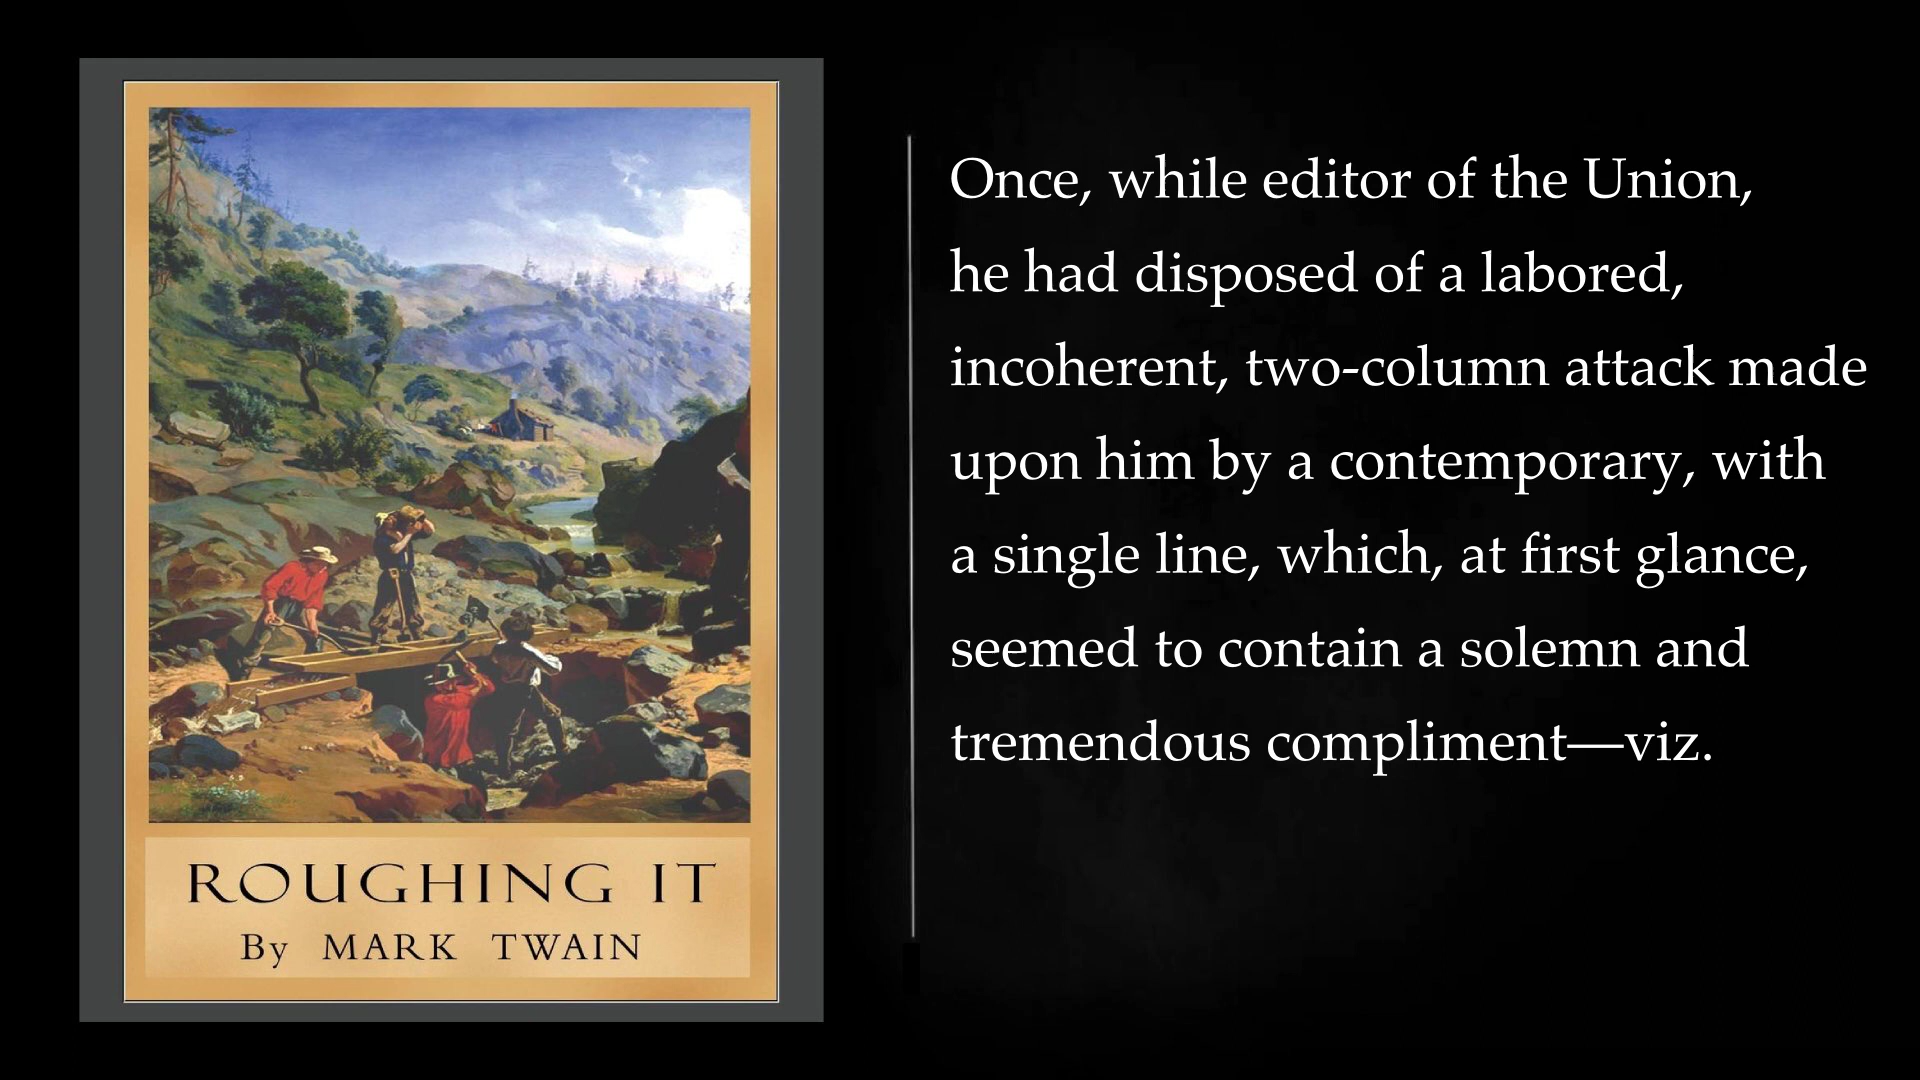 ROUGHING IT
By MARK TWAIN
Once, while editor of the Union,
he had disposed of a labored,
incoherent, two-column attack made
upon him by a contemporary, with
a single line, which, at first glance,
seemed to contain a solemn and
tremendous compliment—viz.